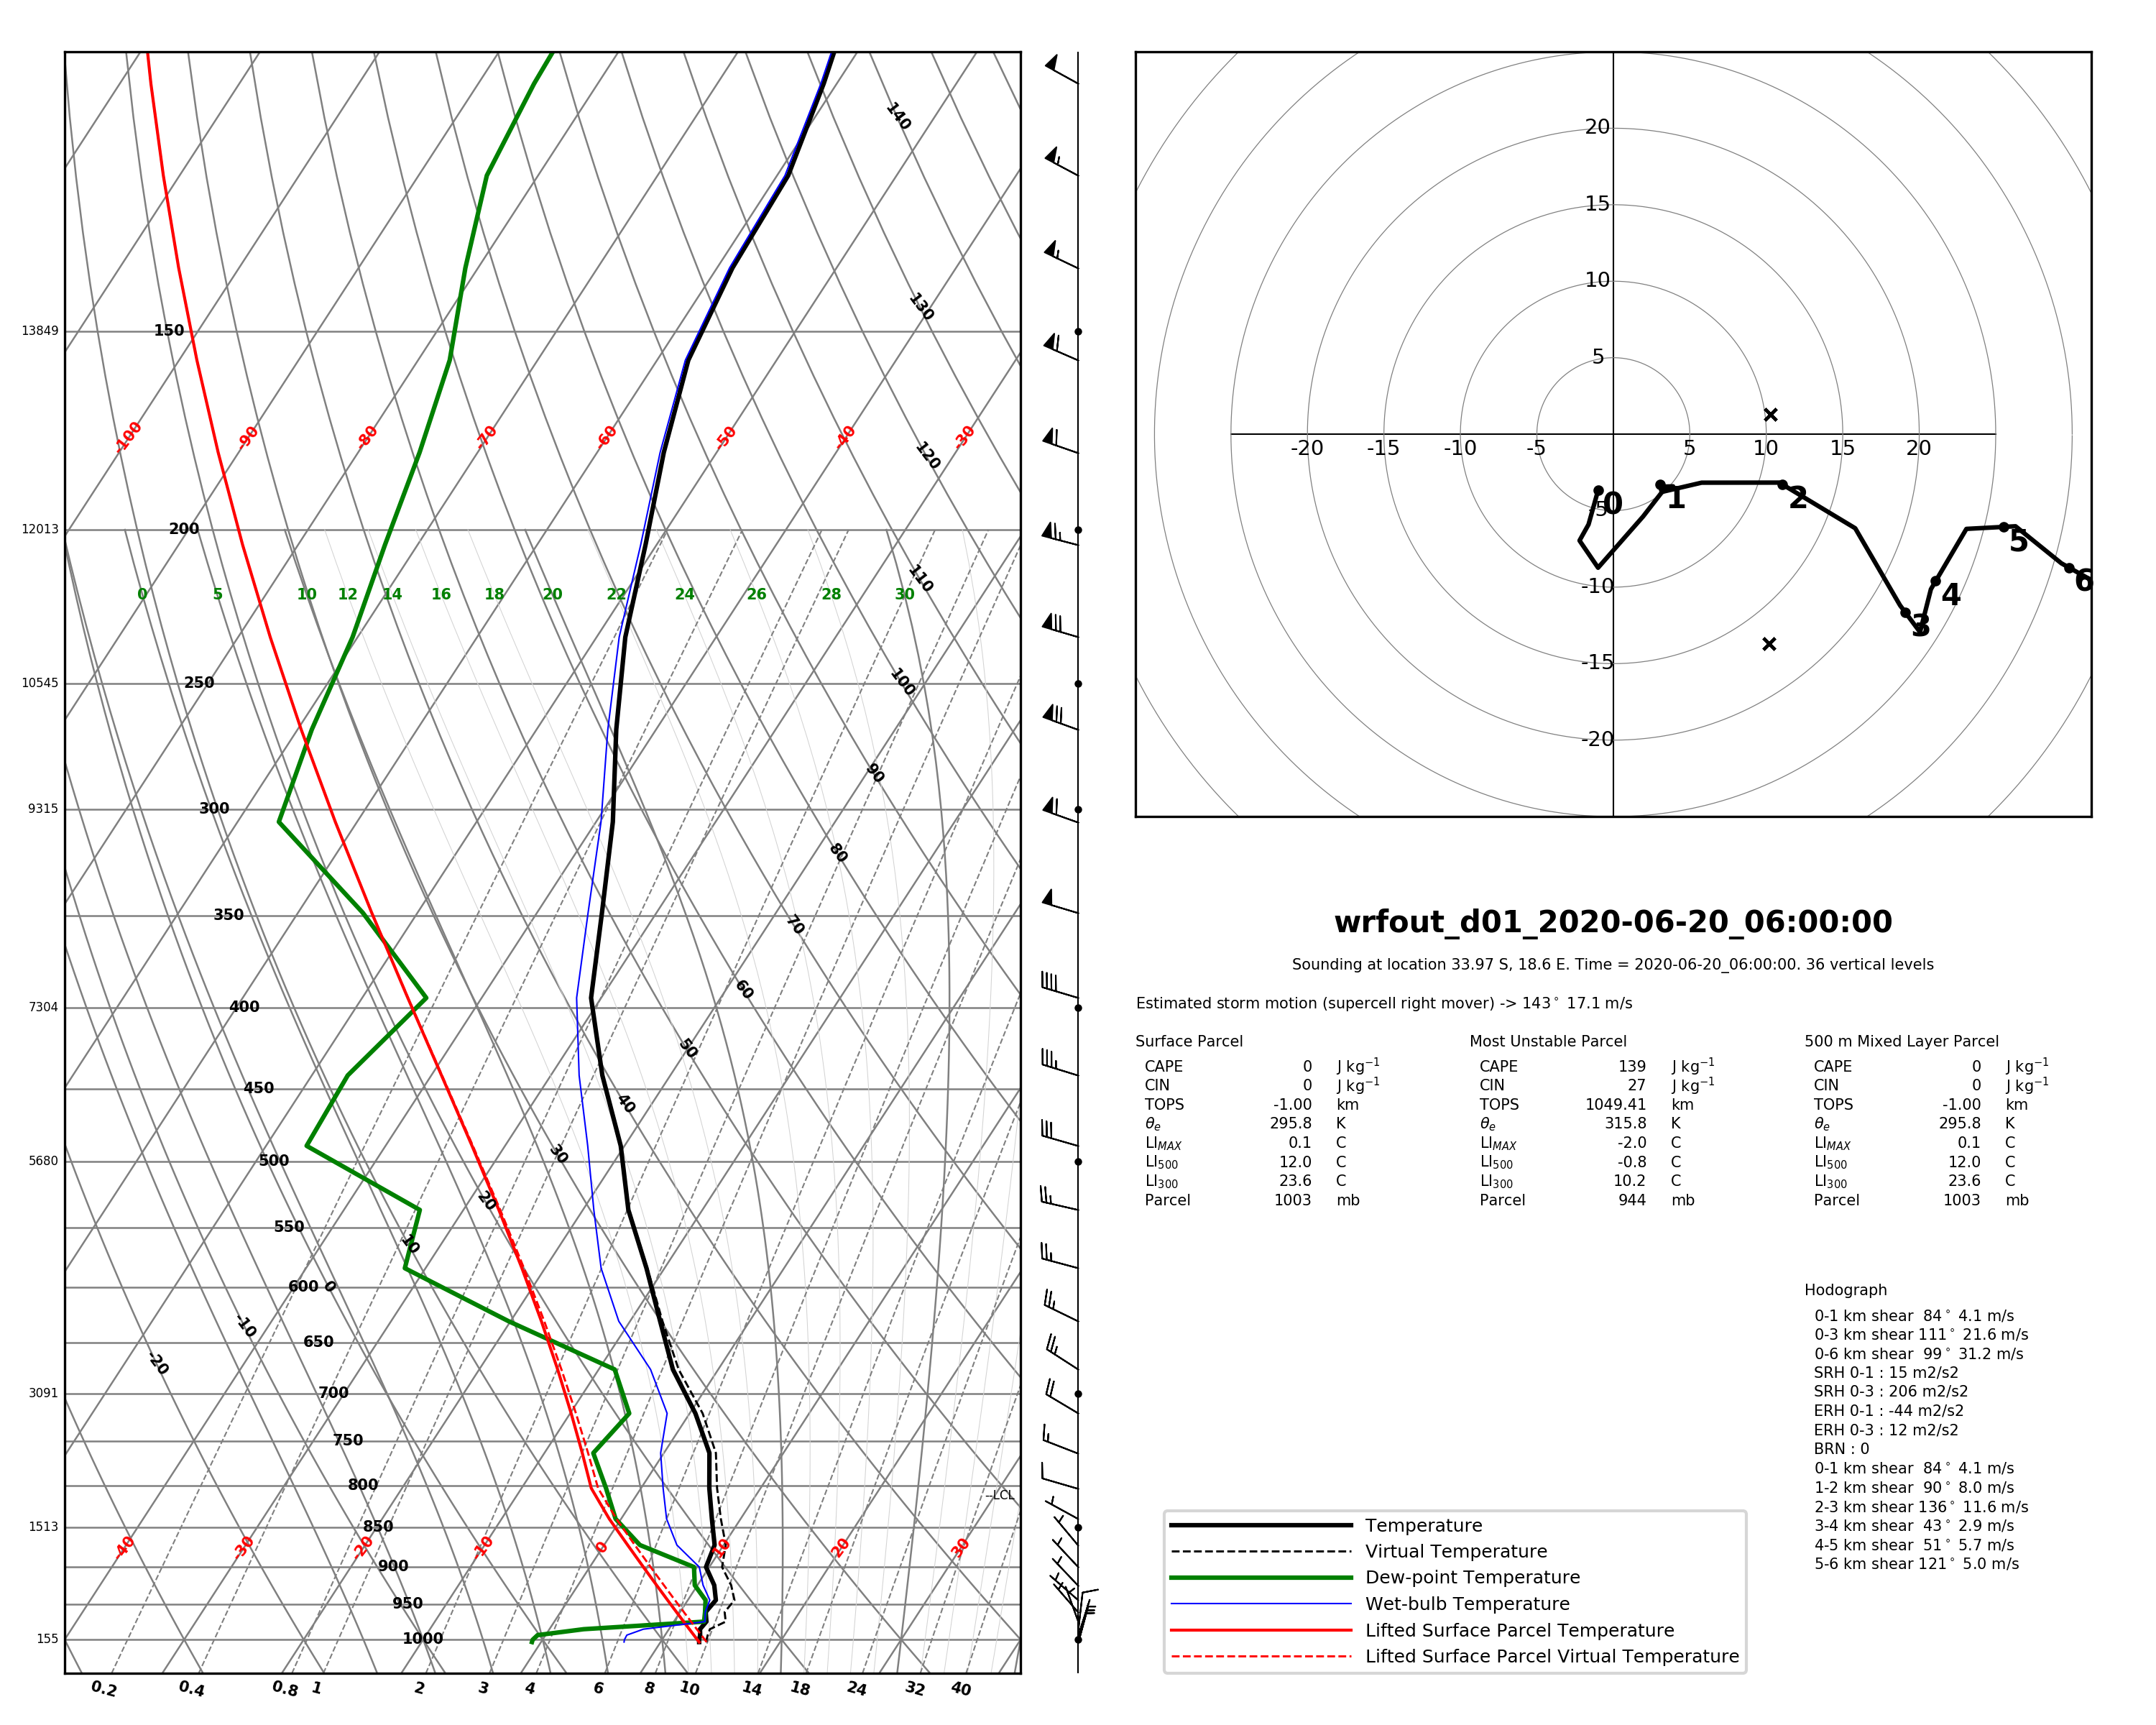 140
130
13849 150
-100 -90 -80 -70 -60 -50 -40 -30
120
12013 200
110
0 5 10 12 14 16 18 20 22 24 26 28 30
10545 250
100
90
9315 300
80
350
70
60
7304 400
50
450
40
30
5680 500
20
550
10
600 0
-10
650
-20
3091 700
750
800
--LCL
1513 850
-40 -30 -20 -10 0 10 20 30
900
950
155 1000
0.2 0.4 0.8 1 2 3 4 6 8 10 14 18 24 32 40
20
15
10
5
-20 -15 -10 -5 5 10 15 20
-5
-10
-15
-20
0 1 2 3 4 5 6
wrfout_d01_2020-06-20_06:00:00
Sounding at location 33.97 S, 18.6 E. Time = 2020-06-20_06:00:00. 36 vertical levels
Estimated storm motion (supercell right mover) -> 143° 17.1 m/s
Surface Parcel
CAPE 0 J kg⁻¹
CIN 0 J kg⁻¹
TOPS -1.00 km
θe 295.8 K
LIMAX 0.1 C
LI500 12.0 C
LI300 23.6 C
Parcel 1003 mb
Most Unstable Parcel
CAPE 139 J kg⁻¹
CIN 27 J kg⁻¹
TOPS 1049.41 km
θe 315.8 K
LIMAX -2.0 C
LI500 -0.8 C
LI300 10.2 C
Parcel 944 mb
500 m Mixed Layer Parcel
CAPE 0 J kg⁻¹
CIN 0 J kg⁻¹
TOPS -1.00 km
θe 295.8 K
LIMAX 0.1 C
LI500 12.0 C
LI300 23.6 C
Parcel 1003 mb
Hodograph
0-1 km shear 84° 4.1 m/s
0-3 km shear 111° 21.6 m/s
0-6 km shear 99° 31.2 m/s
SRH 0-1 : 15 m2/s2
SRH 0-3 : 206 m2/s2
ERH 0-1 : -44 m2/s2
ERH 0-3 : 12 m2/s2
BRN : 0
0-1 km shear 84° 4.1 m/s
1-2 km shear 90° 8.0 m/s
2-3 km shear 136° 11.6 m/s
3-4 km shear 43° 2.9 m/s
4-5 km shear 51° 5.7 m/s
5-6 km shear 121° 5.0 m/s
Temperature
Virtual Temperature
Dew-point Temperature
Wet-bulb Temperature
Lifted Surface Parcel Temperature
Lifted Surface Parcel Virtual Temperature